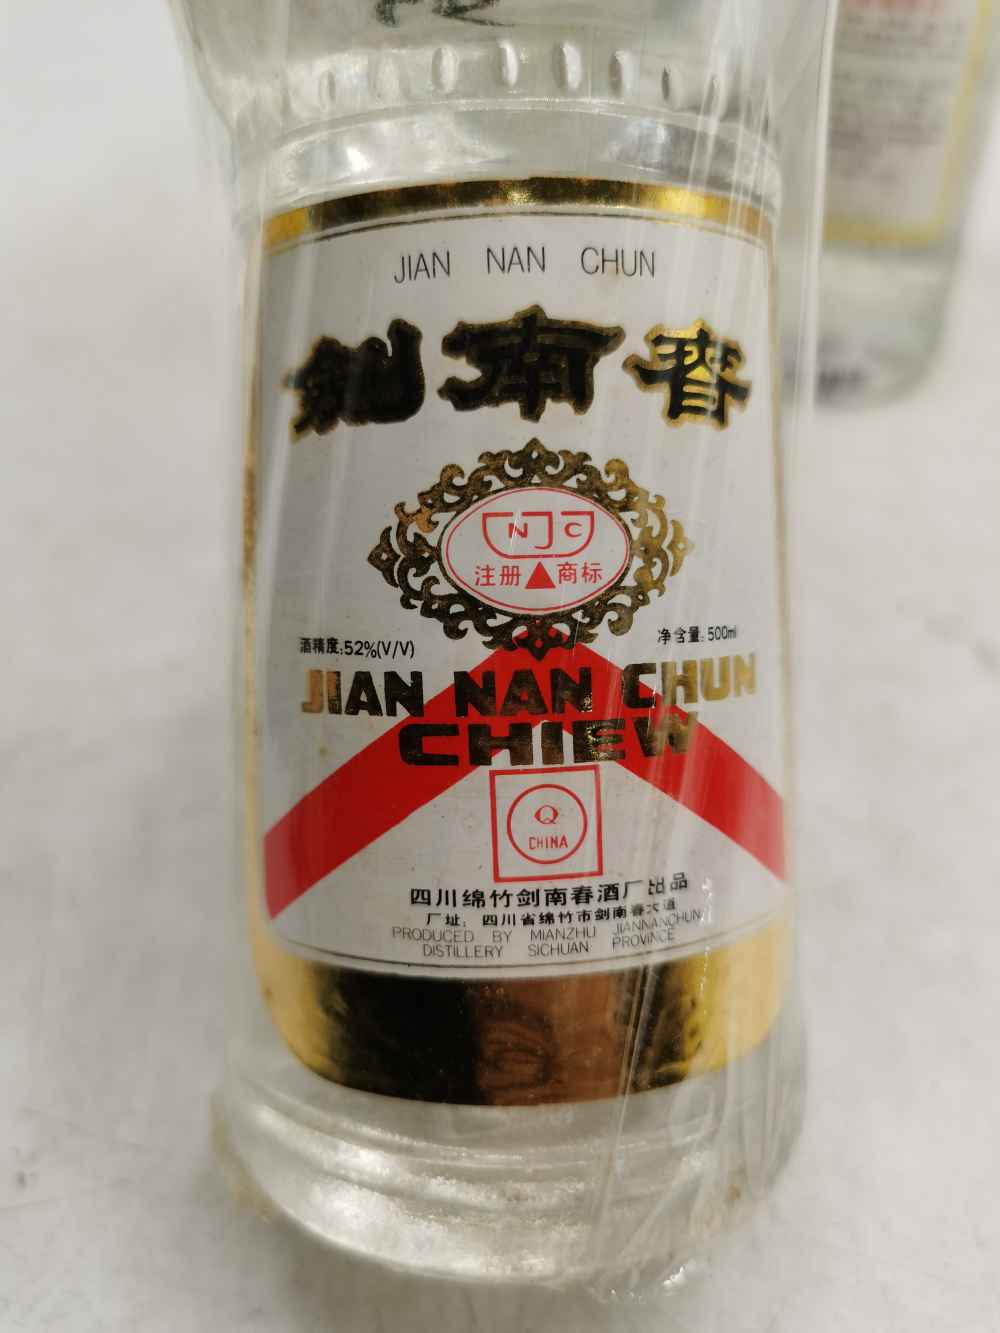 JIAN NAN CHUN
剑南春
NJC
注册 商标
酒精度:52%(V/V)
净含量:500ml
JIAN NAN CHUN
CHIEW
Q
CHINA
四川绵竹剑南春酒厂出品
厂址: 四川省绵竹市剑南春大道
PRODUCED BY MIANZHU JIANNANCHUN
DISTILLERY SICHUAN PROVINCE